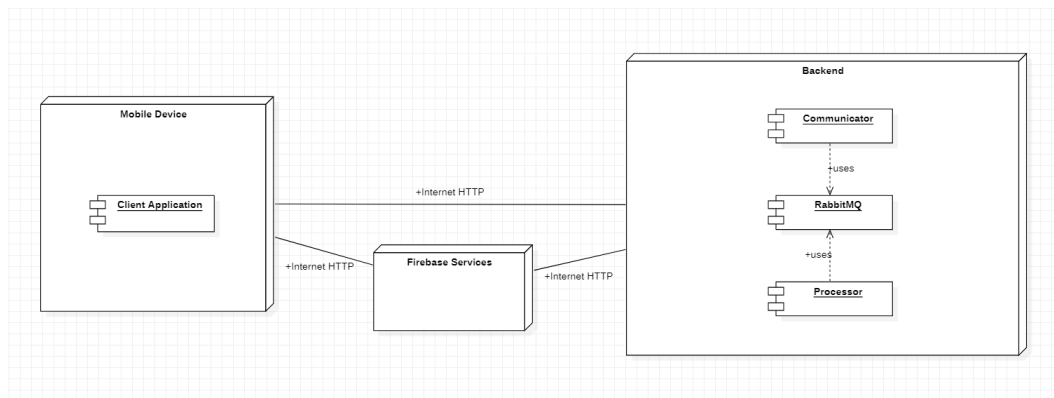 Backend
Mobile Device
Communicator
+uses
+Internet HTTP
Client Application
RabbitMQ
+uses
Firebase Services
+Internet HTTP
+Internet HTTP
Processor